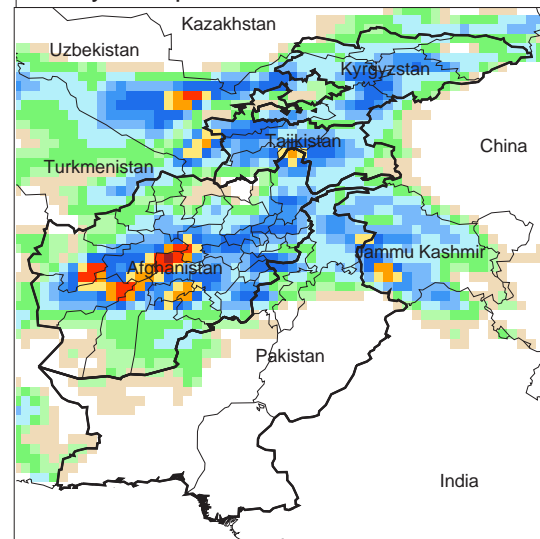 Kazakhstan
Uzbekistan
Kyrgyzstan
Tajikistan
China
Turkmenistan
Jammu Kashmir
Afghanistan
Pakistan
India